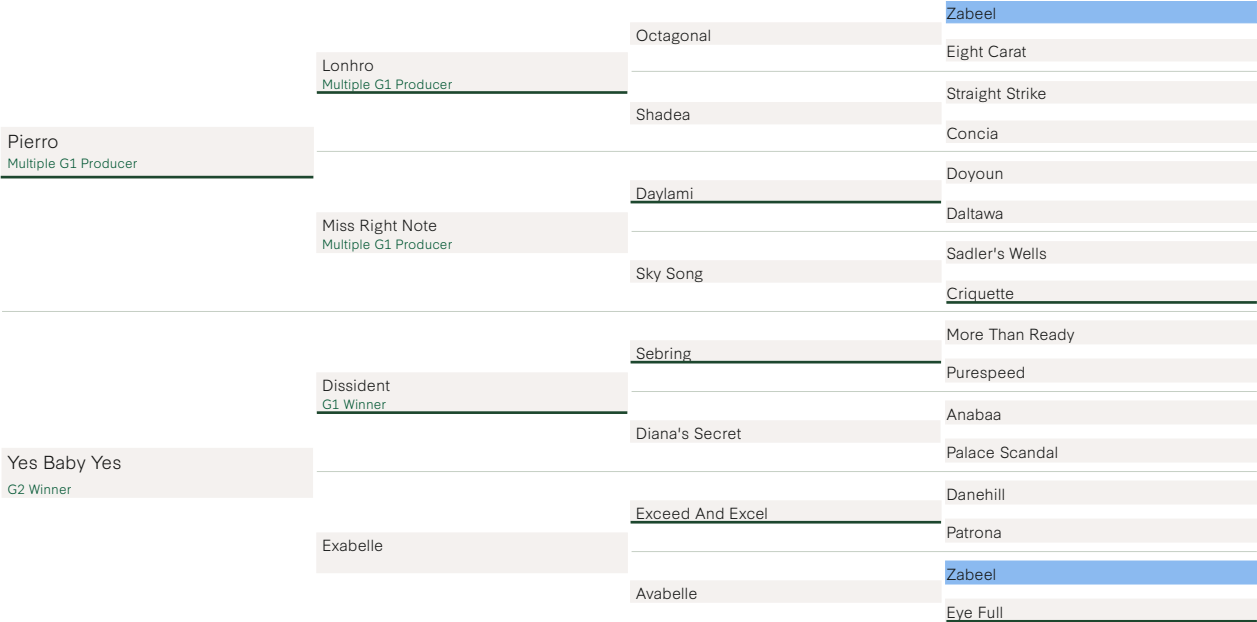 Pierro
Multiple G1 Producer
Yes Baby Yes
G2 Winner
Lonhro
Multiple G1 Producer
Miss Right Note
Multiple G1 Producer
Dissident
G1 Winner
Exabelle
Octagonal
Shadea
Daylami
Sky Song
Sebring
Diana's Secret
Exceed And Excel
Avabelle
Zabeel
Eight Carat
Straight Strike
Concia
Doyoun
Daltawa
Sadler's Wells
Criquette
More Than Ready
Purespeed
Anabaa
Palace Scandal
Danehill
Patrona
Zabeel
Eye Full